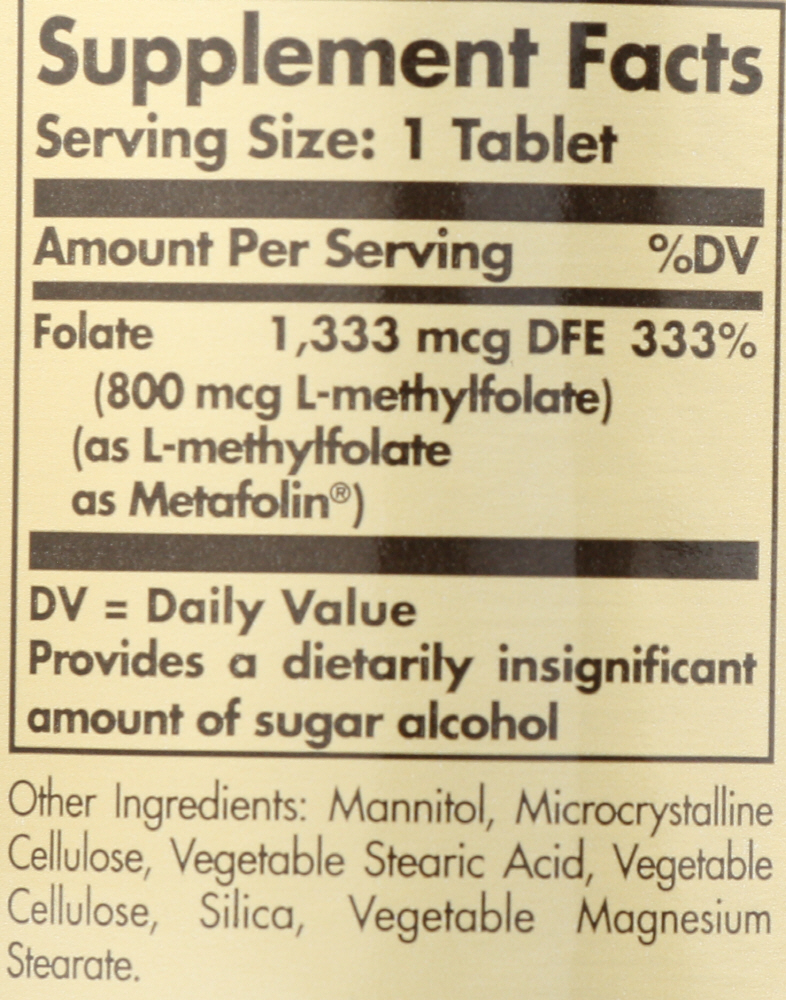 Supplement Facts
Serving Size: 1 Tablet
Amount Per Serving %DV
Folate 1,333 mcg DFE 333%
(800 mcg L-methylfolate)
(as L-methylfolate
as Metafolin®)
DV = Daily Value
Provides a dietarily insignificant
amount of sugar alcohol
Other Ingredients: Mannitol, Microcrystalline
Cellulose, Vegetable Stearic Acid, Vegetable
Cellulose, Silica, Vegetable Magnesium
Stearate.